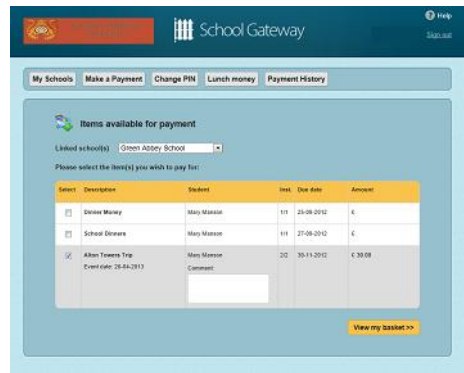 Help
School Gateway
Sign out
My Schools Make a Payment Change PIN Lunch money Payment History
Items available for payment
Linked school(s) Green Abbey School
Please select the item(s) you wish to pay for:
Select Description Student Inst. Due date Amount
Dinner Money Mary Manson 1/1 25-09-2012 £
School Dinners Mary Manson 1/1 27-09-2012 £
Alton Towers Trip Mary Manson 2/2 30-11-2012 £ 30.00
Event date: 26-04-2013 Comment
View my basket >>